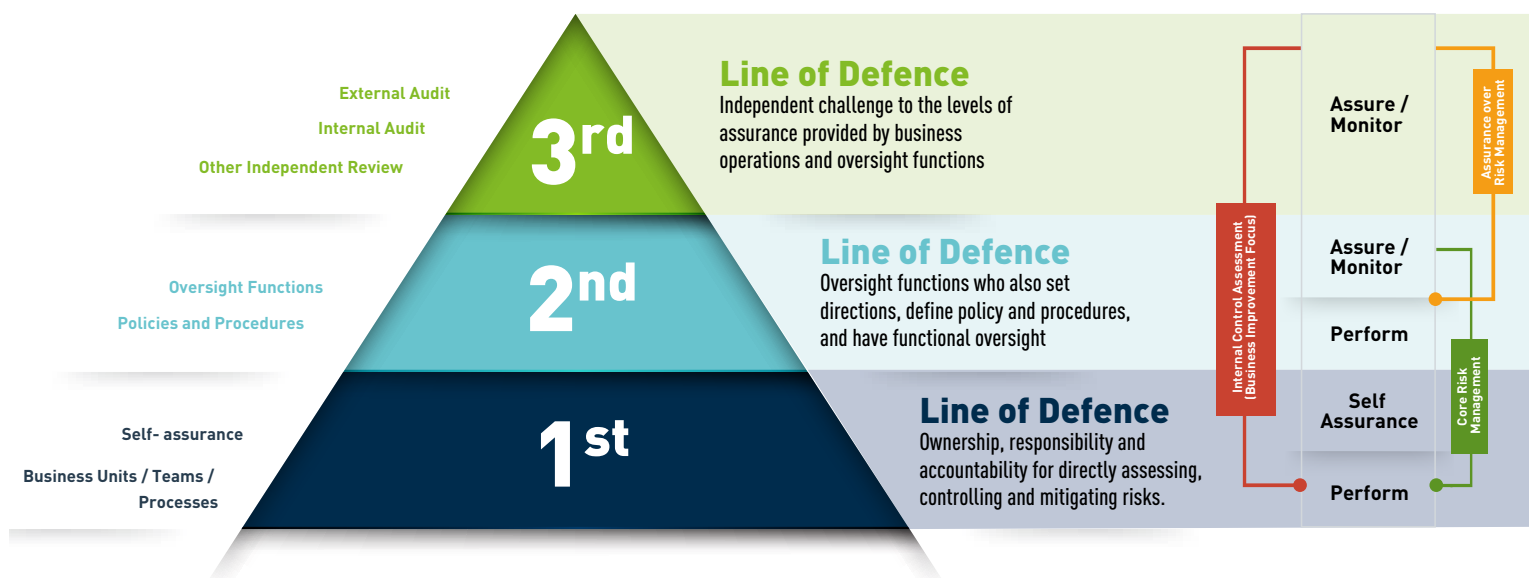 External Audit
Internal Audit
Other Independent Review
3rd
Line of Defence
Independent challenge to the levels of
assurance provided by business
operations and oversight functions
Oversight Functions
Policies and Procedures
2nd
Line of Defence
Oversight functions who also set
directions, define policy and procedures,
and have functional oversight
Self- assurance
Business Units / Teams /
Processes
1st
Line of Defence
Ownership, responsibility and
accountability for directly assessing,
controlling and mitigating risks.
Internal Control Assessment
(Business Improvement Focus)
Assure /
Monitor
Assure /
Monitor
Perform
Self
Assurance
Perform
Assurance over
Risk Management
Core Risk
Management